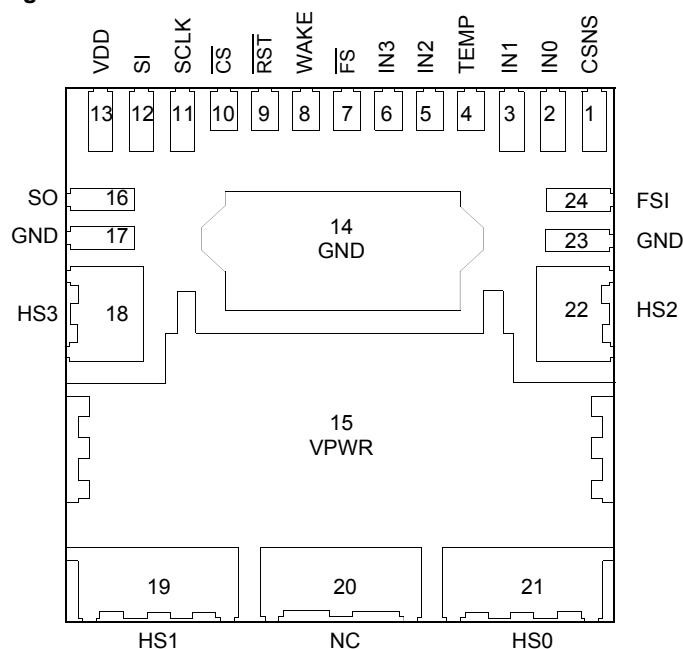 VDD SI SCLK CS RST WAKE FS IN3 IN2 TEMP IN1 IN0 CSNS
13 12 11 10 9 8 7 6 5 4 3 2 1
SO 16 24 FSI
GND 17 14 23 GND
GND
HS3 18 22 HS2
15
VPWR
19 20 21
HS1 NC HS0